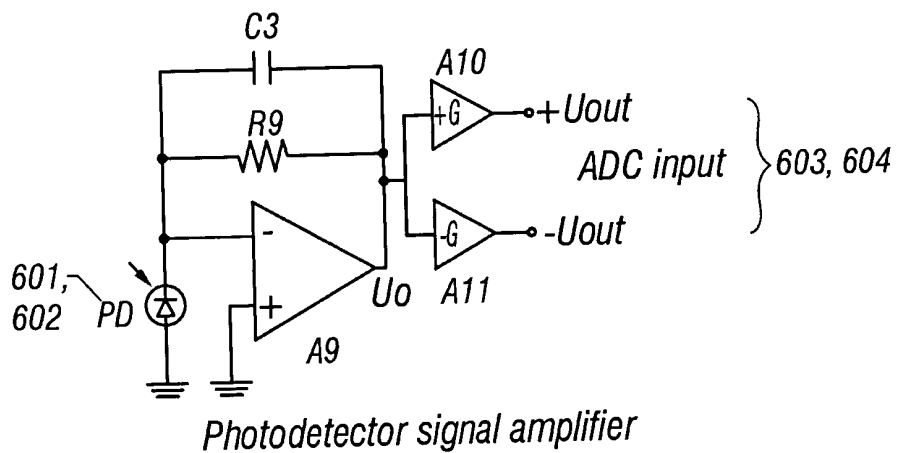 C3
A10
R9
+G
+Uout
ADC input
603, 604
-
-G
-Uout
601,
602
PD
+
Uo
A11
A9
Photodetector signal amplifier